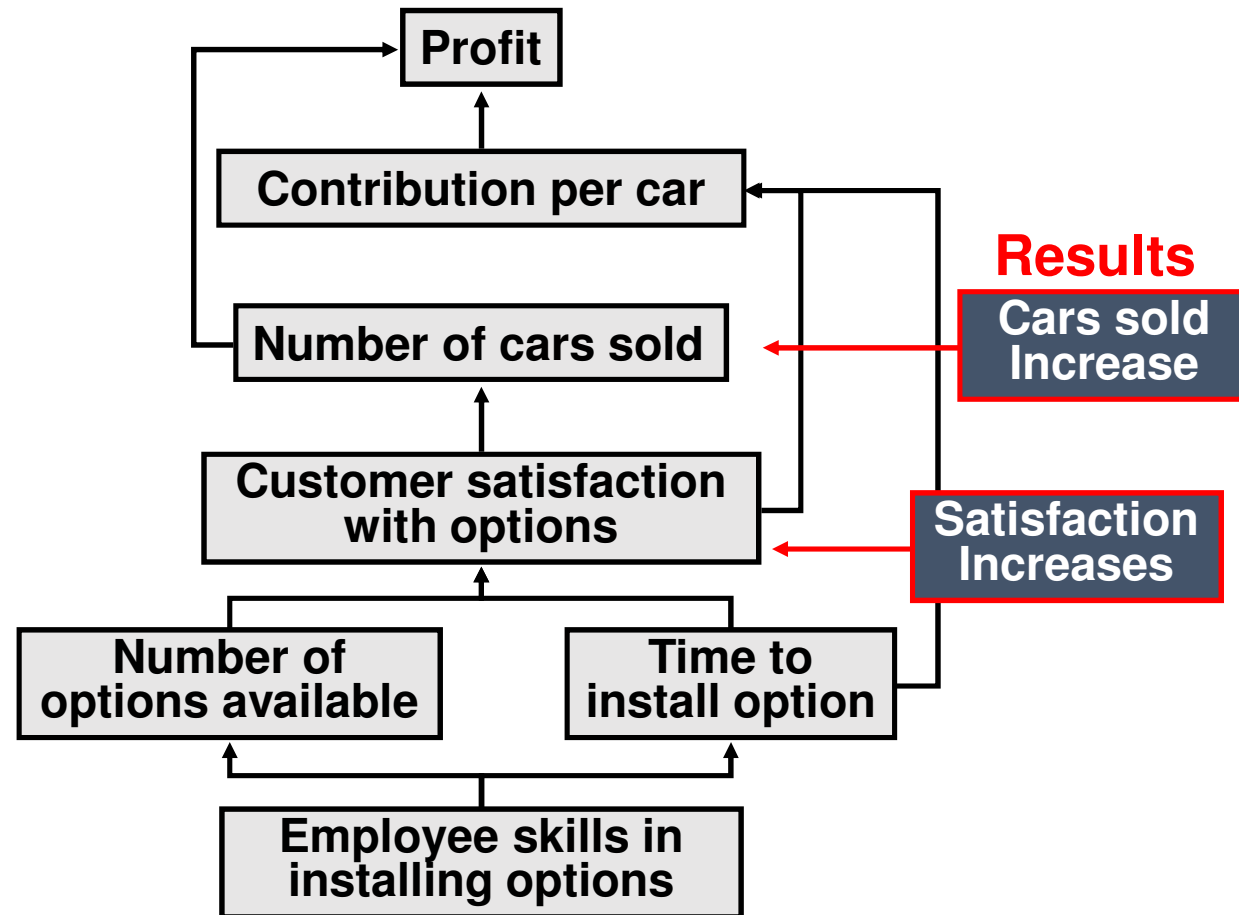 Profit
Contribution per car
Results
Cars sold
Increase
Number of cars sold
Customer satisfaction
with options
Satisfaction
Increases
Number of
options available
Time to
install option
Employee skills in
installing options